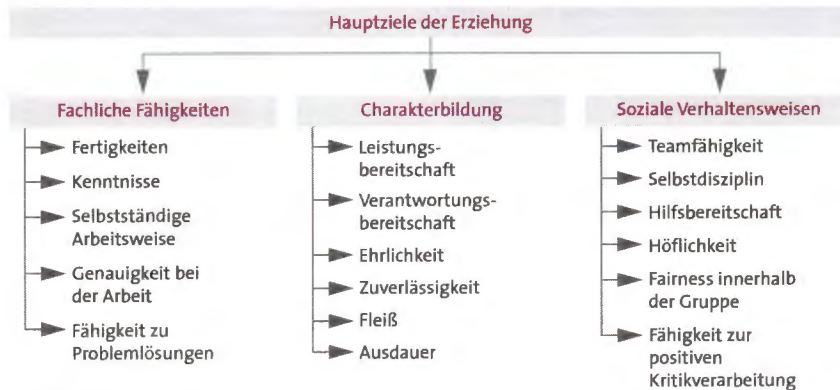 Hauptziele der Erziehung
Fachliche Fähigkeiten
Fertigkeiten
Kenntnisse
Selbstständige
Arbeitsweise
Genauigkeit bei
der Arbeit
Fähigkeit zu
Problemlösungen
Charakterbildung
Leistungs-
bereitschaft
Verantwortungs-
bereitschaft
Ehrlichkeit
Zuverlässigkeit
Fleiß
Ausdauer
Soziale Verhaltensweisen
Teamfähigkeit
Selbstdisziplin
Hilfsbereitschaft
Höflichkeit
Fairness innerhalb
der Gruppe
Fähigkeit zur
positiven
Kritikverarbeitung